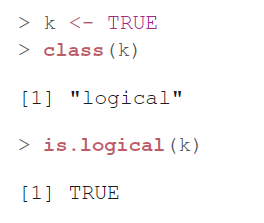 > k <- TRUE
> class(k)
[1] "logical"
> is.logical(k)
[1] TRUE